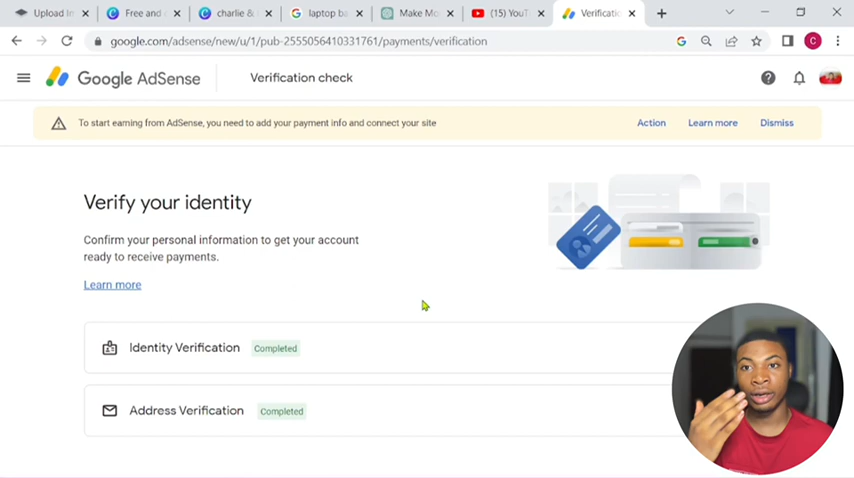 Upload Im
Free and e
charlie &
laptop ba
Make Mo
(15) YouT
Verificatio
google.com/adsense/new/u/1/pub-2555056410331761/payments/verification
C
Google AdSense
Verification check
To start earning from AdSense, you need to add your payment info and connect your site
Action
Learn more
Dismiss
Verify your identity
Confirm your personal information to get your account
ready to receive payments.
Learn more
Identity Verification
Completed
Address Verification
Completed